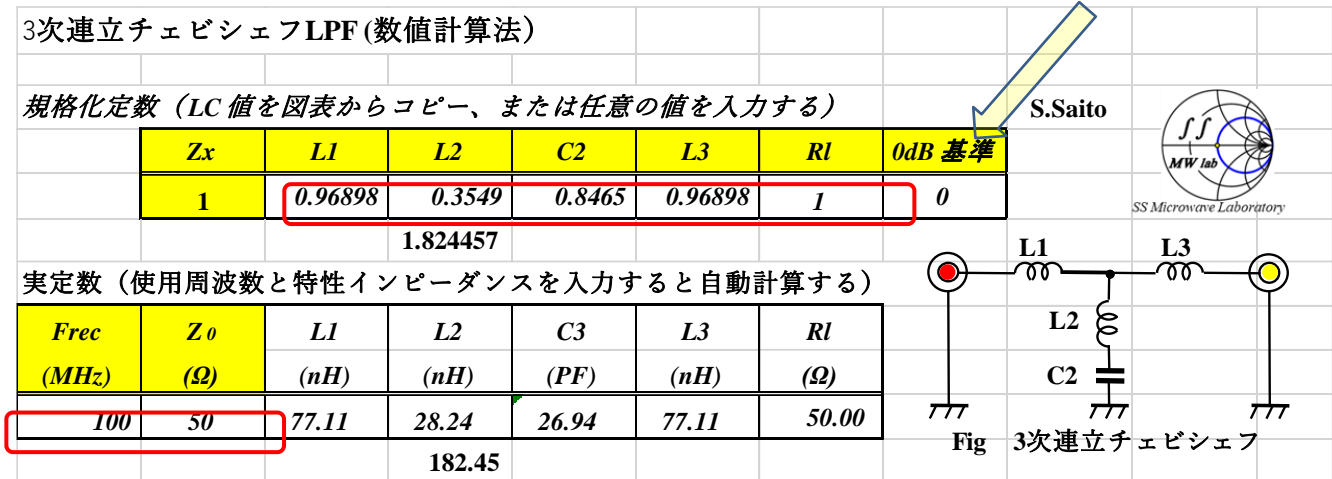 3次連立チェビシェフLPF (数値計算法）
規格化定数（LC 値を図表からコピー、または任意の値を入力する）
S.Saito
Zx L1 L2 C2 L3 Rl 0dB 基準
1 0.96898 0.3549 0.8465 0.96898 1 0
∫∫
MW lab
SS Microwave Laboratory
1.824457
実定数（使用周波数と特性インピーダンスを入力すると自動計算する）
Frec Z0 L1 L2 C3 L3 Rl
(MHz) (Ω) (nH) (nH) (PF) (nH) (Ω)
100 50 77.11 28.24 26.94 77.11 50.00
182.45
L1 L3
L2
C2
Fig 3次連立チェビシェフ